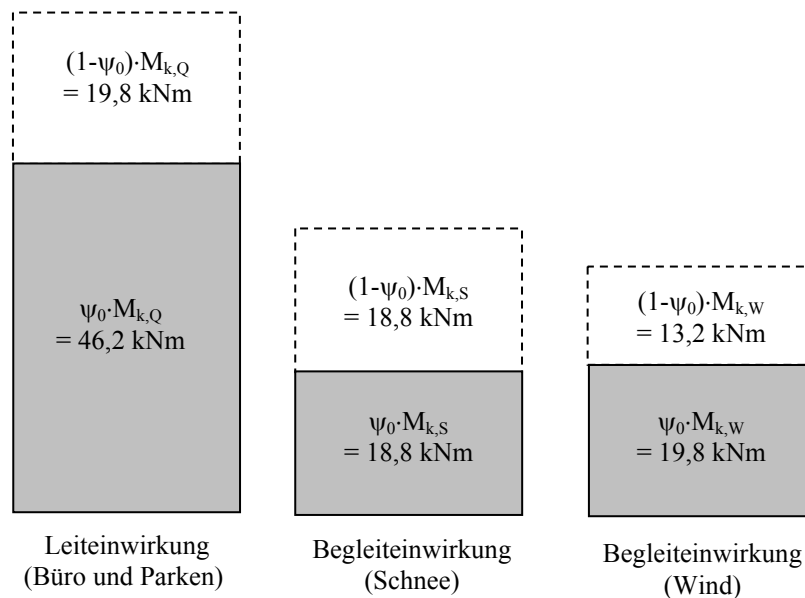 (1-ψ₀)·Mₖ,Q
= 19,8 kNm
ψ₀·Mₖ,Q
= 46,2 kNm
Leiteinwirkung
(Büro und Parken)
(1-ψ₀)·Mₖ,S
= 18,8 kNm
ψ₀·Mₖ,S
= 18,8 kNm
Begleiteinwirkung
(Schnee)
(1-ψ₀)·Mₖ,W
= 13,2 kNm
ψ₀·Mₖ,W
= 19,8 kNm
Begleiteinwirkung
(Wind)